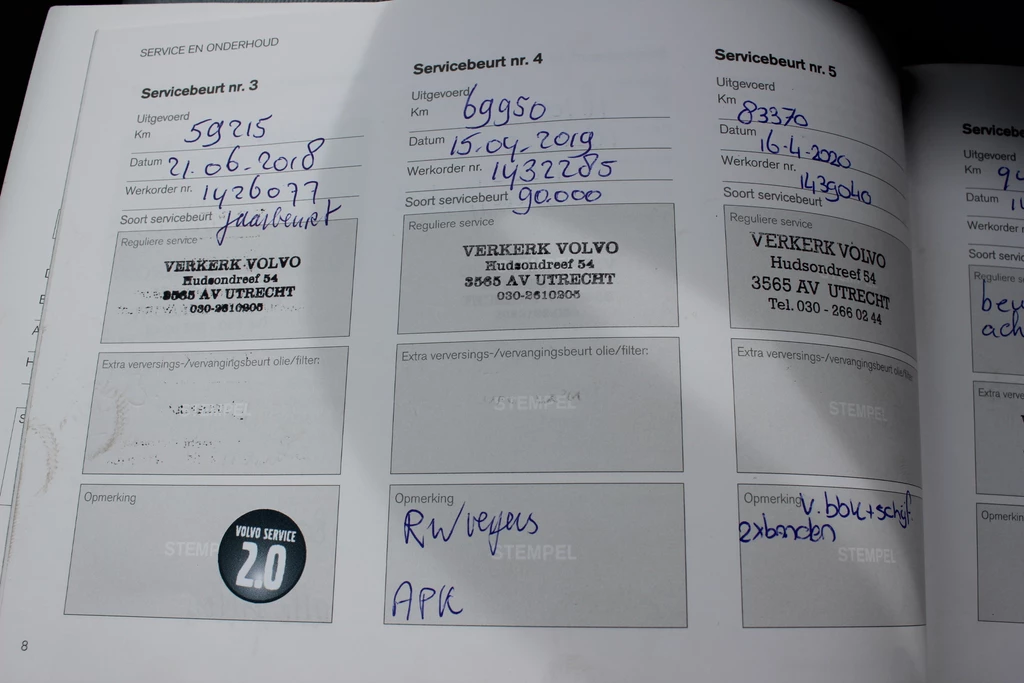 SERVICE EN ONDERHOUD
Servicebeurt nr. 3
Uitgevoerd
Km 59215
Datum 21.06.2018
Werkorder nr. 1426077
Soort servicebeurt jaarbeurt
Reguliere service
VERKERK VOLVO
Hudsondreef 54
3565 AV UTRECHT
030-2610205
Extra verversings-/vervangingsbeurt olie/filter:
Opmerking
STEMP
VOLVO SERVICE
2.0
8
Servicebeurt nr. 4
Uitgevoerd
Km 69950
Datum 15.04.2019
Werkorder nr. 1432285
Soort servicebeurt 90.000
Reguliere service
VERKERK VOLVO
Hudsondreef 54
3565 AV UTRECHT
030-2610205
Extra verversings-/vervangingsbeurt olie/filter:
STEMPEL
Opmerking
RW
STEMPEL
APK
Servicebeurt nr. 5
Uitgevoerd
Km 83370
Datum 16-4-2020
Werkorder nr. 1439040
Soort servicebeurt
Reguliere service
VERKERK VOLVO
Hudsondreef 54
3565 AV UTRECHT
Tel. 030 - 266 02 44
Extra verversings-/vervangingsbeurt olie/filte
STEMPEL
Opmerking v. blok + schijf
2x banden
STEMPEL
Servicebe
Uitgevoerd
Km 94
Datum
Werkorder
Soort servic
Reguliere se
ach
Extra verve
Opmerkin